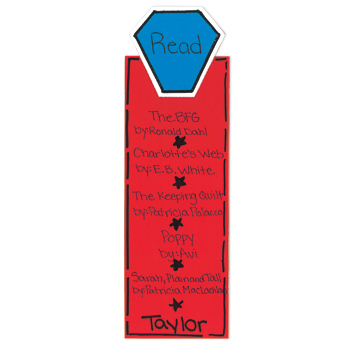 Read
The BFG
by: Ronald Dahl
Charlotte's Web
by: E.B. White
The Keeping Quilt
by: Patricia Polacco
Poppy
by: Avi
Sarah, Plain and Tall
by: Patricia MacLachlan
Taylor